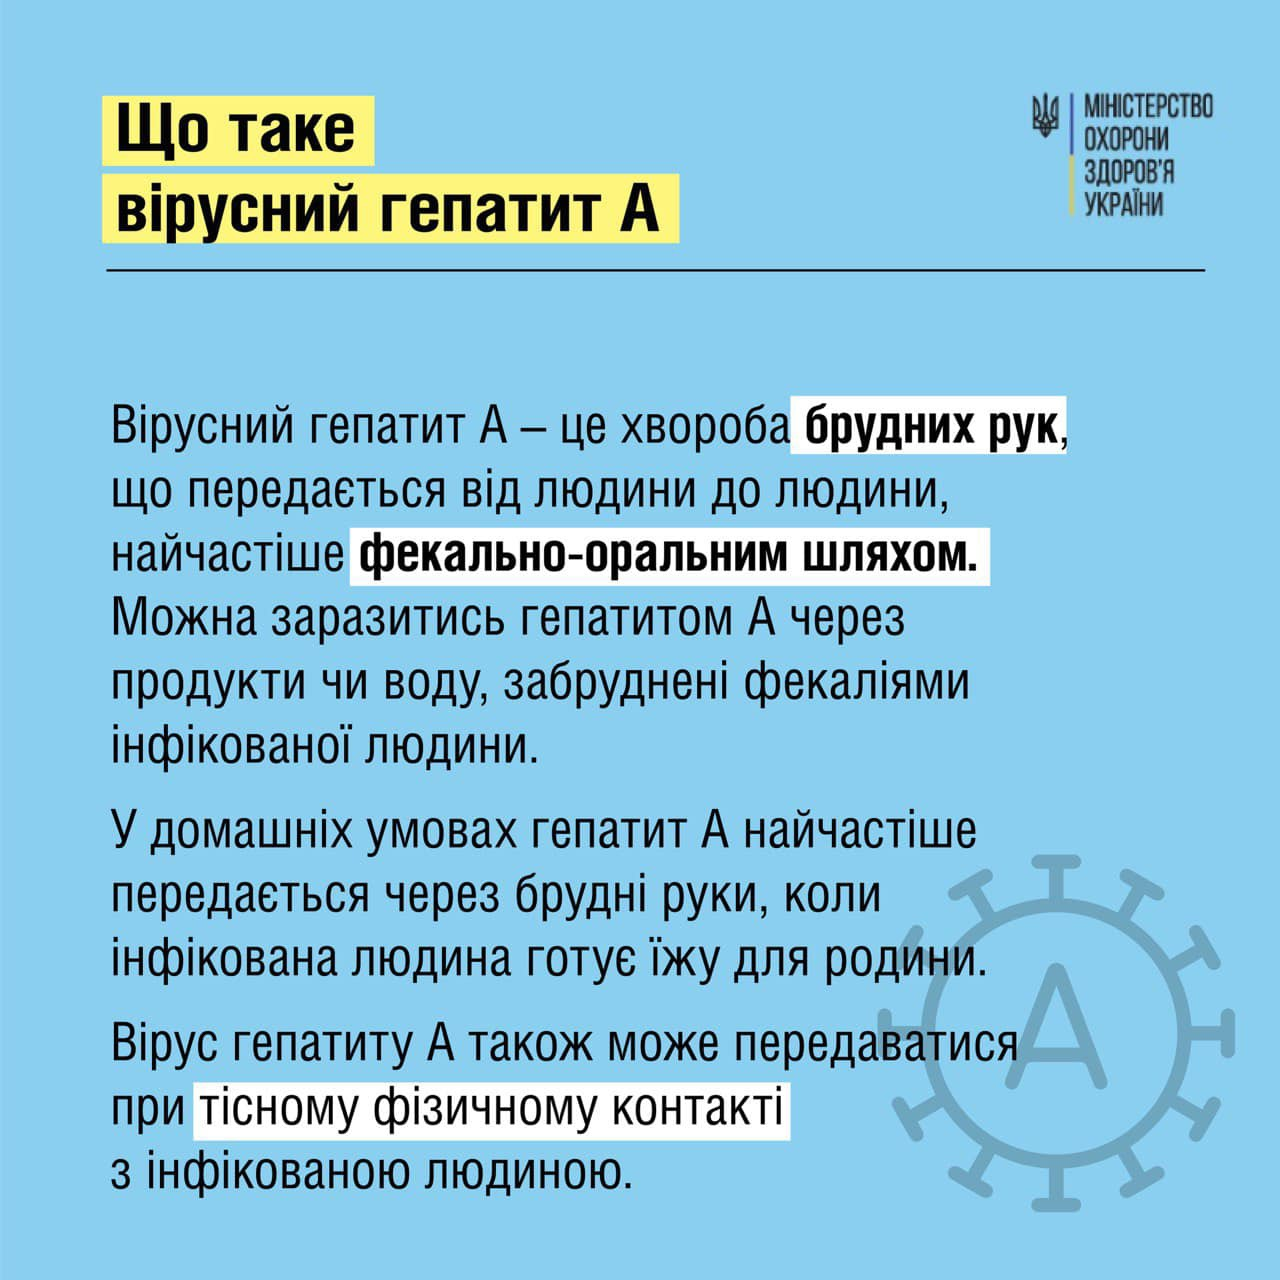 Що таке
вірусний гепатит А
МІНІСТЕРСТВО
ОХОРОНИ
ЗДОРОВ'Я
УКРАЇНИ
Вірусний гепатит А – це хвороба брудних рук,
що передається від людини до людини,
найчастіше фекально-оральним шляхом.
Можна заразитись гепатитом А через
продукти чи воду, забруднені фекаліями
інфікованої людини.
У домашніх умовах гепатит А найчастіше
передається через брудні руки, коли
інфікована людина готує їжу для родини.
Вірус гепатиту А також може передаватися
при тісному фізичному контакті
з інфікованою людиною.
А